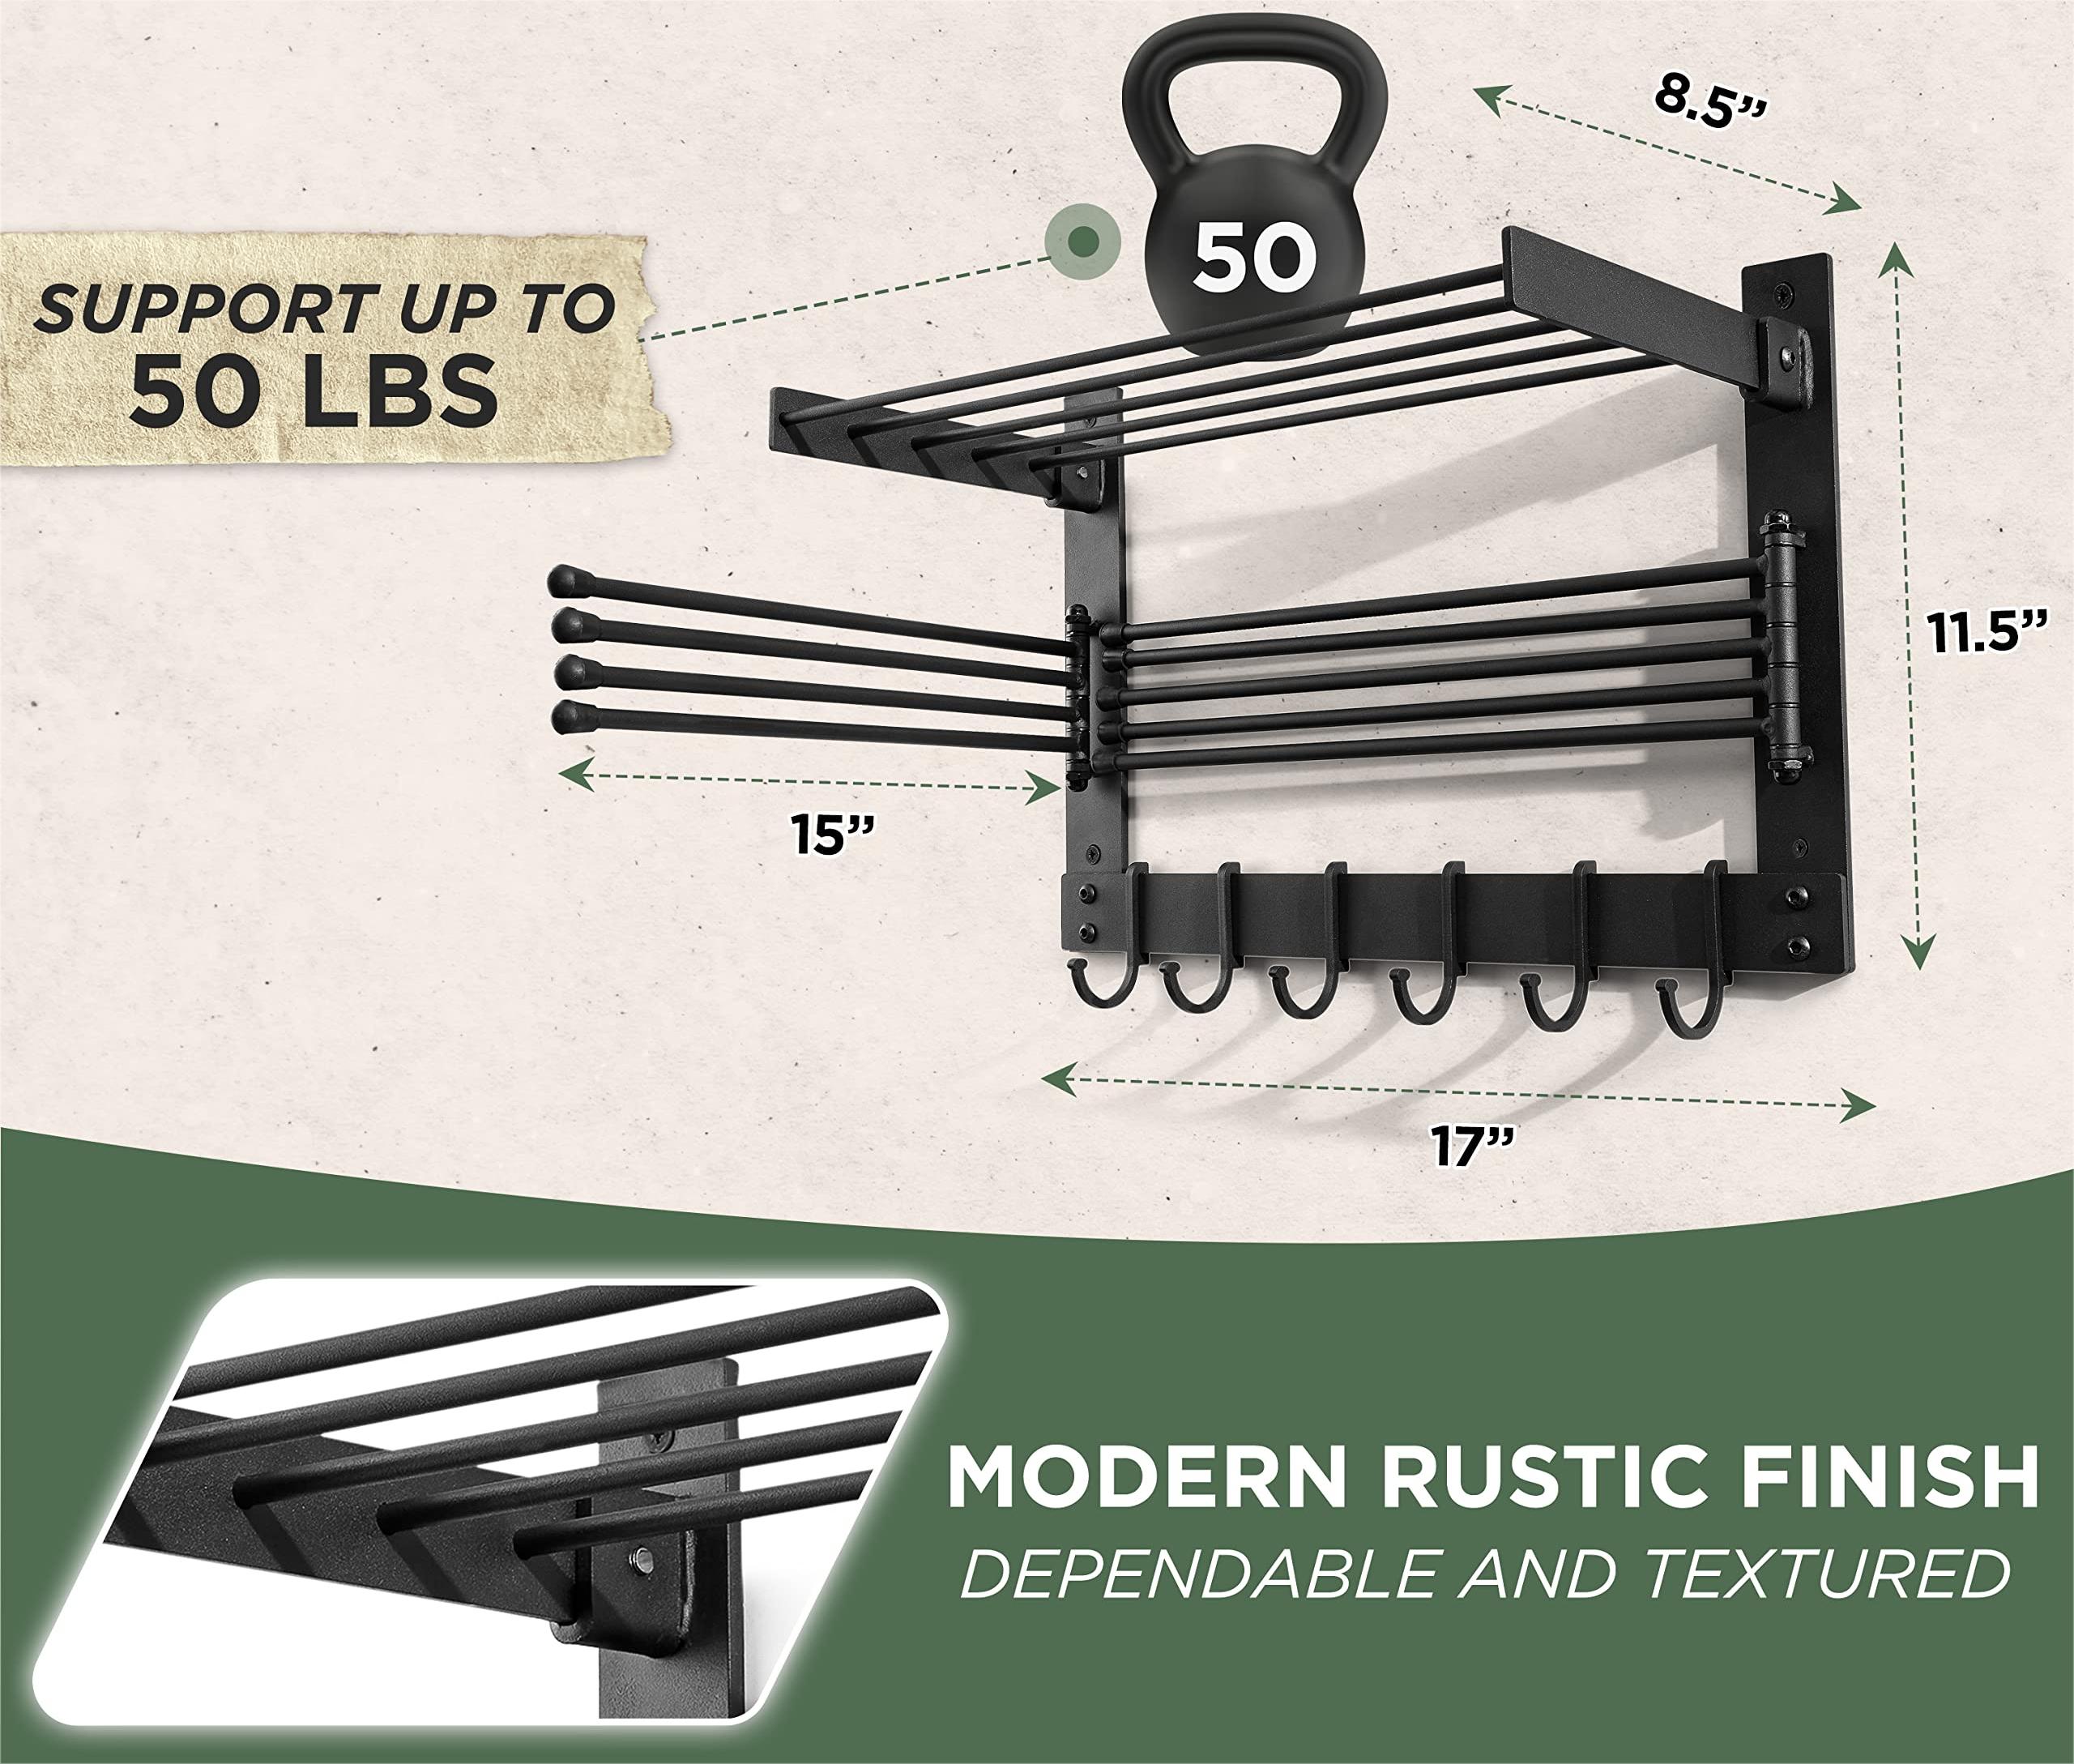 8.5”
50
SUPPORT UP TO
50 LBS
11.5”
15”
17”
MODERN RUSTIC FINISH
DEPENDABLE AND TEXTURED